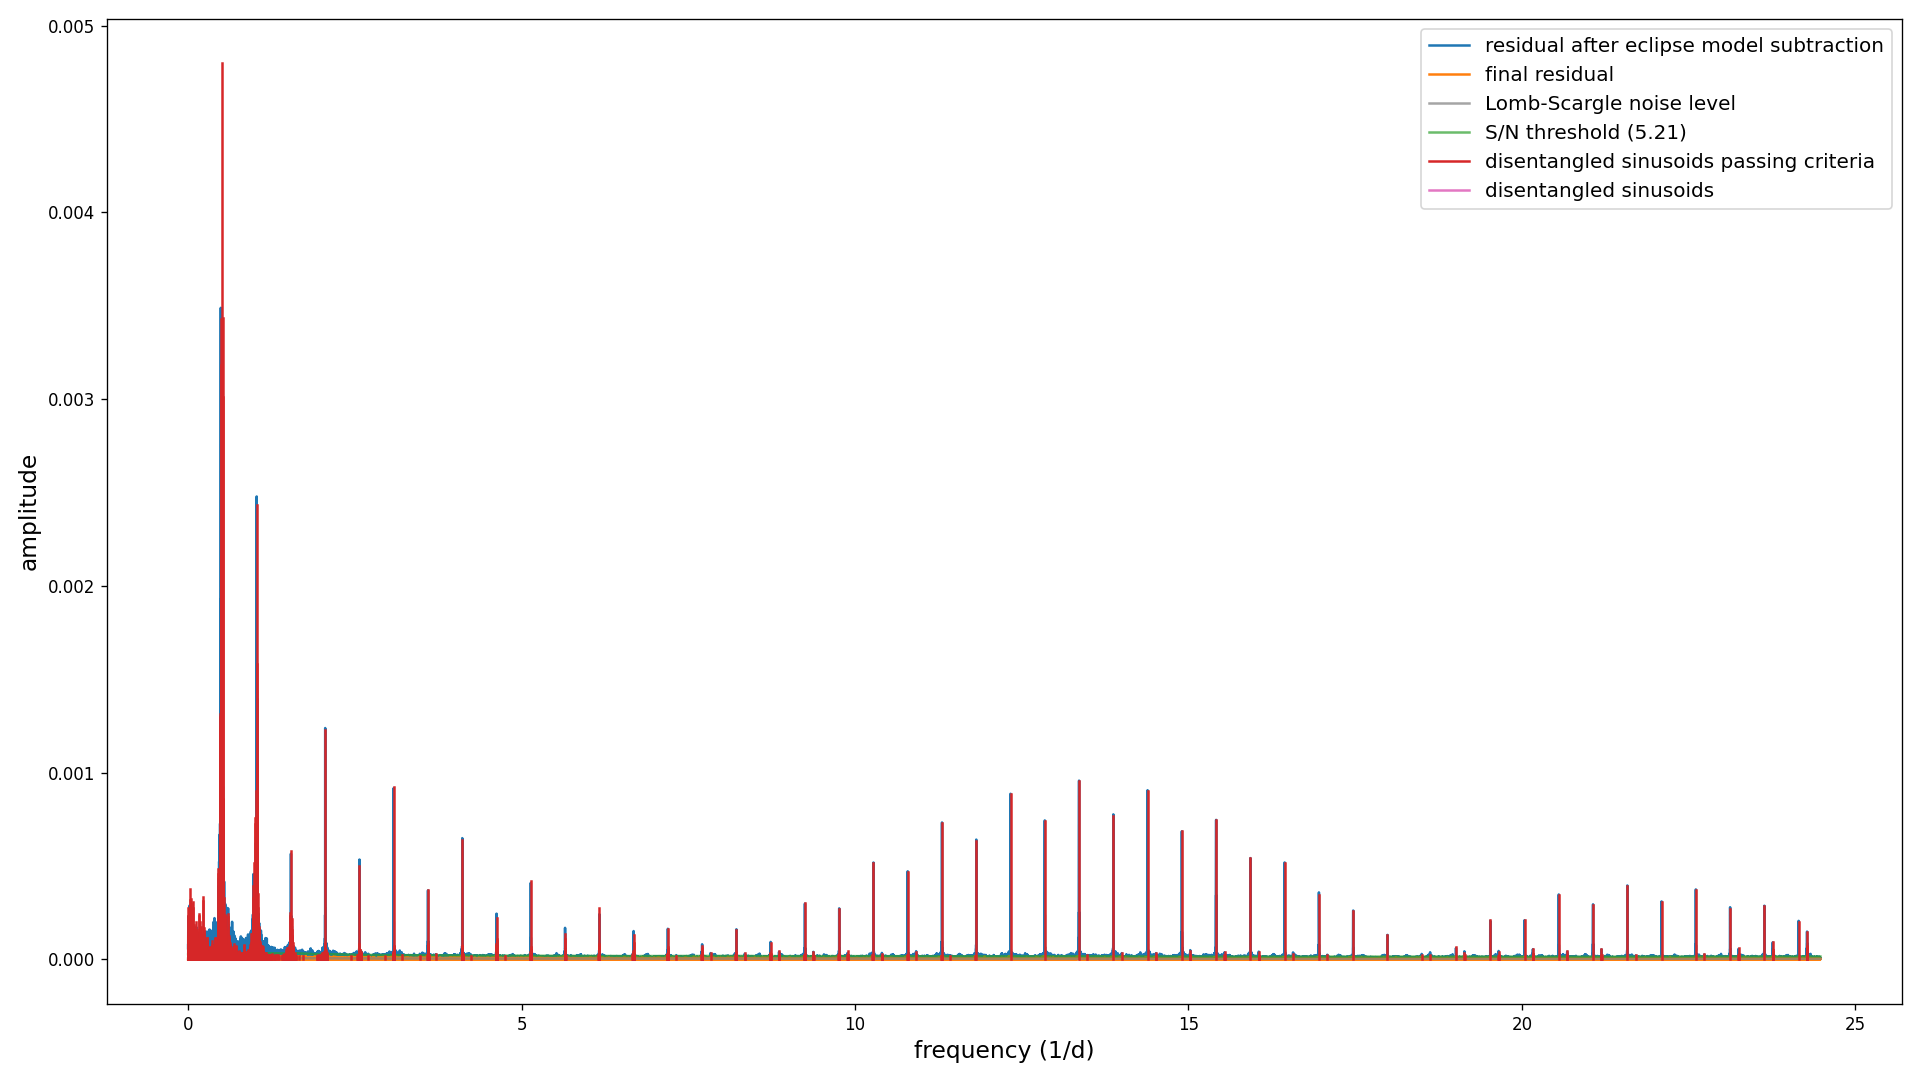 0.005
0.004
0.003
0.002
0.001
0.000
amplitude
0
5
10
15
20
25
frequency (1/d)
residual after eclipse model subtraction
final residual
Lomb-Scargle noise level
S/N threshold (5.21)
disentangled sinusoids passing criteria
disentangled sinusoids